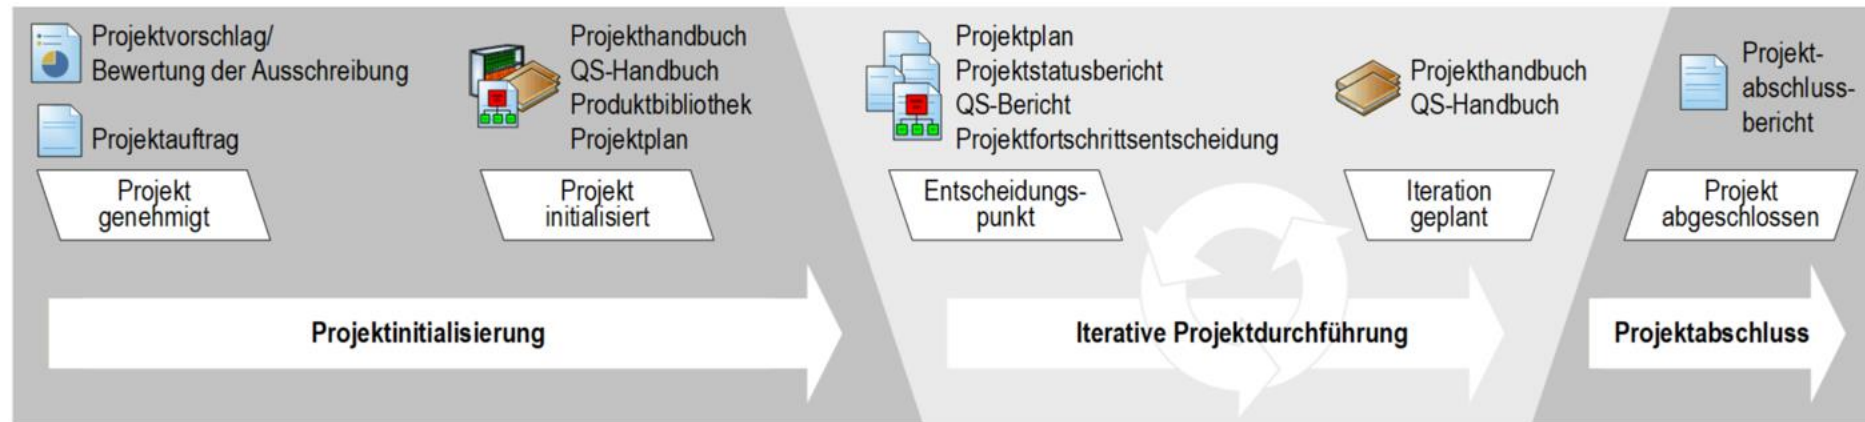 Projektvorschlag/
Bewertung der Ausschreibung
Projektauftrag
Projekt
genehmigt
Projekthandbuch
QS-Handbuch
Produktbibliothek
Projektplan
Projekt
initialisiert
Projektplan
Projektstatusbericht
QS-Bericht
Projektfortschrittsentscheidung
Entscheidungs-
punkt
Projekthandbuch
QS-Handbuch
Iteration
geplant
Projekt-
abschluss-
bericht
Projekt
abgeschlossen
Projektinitialisierung
Iterative Projektdurchführung
Projektabschluss